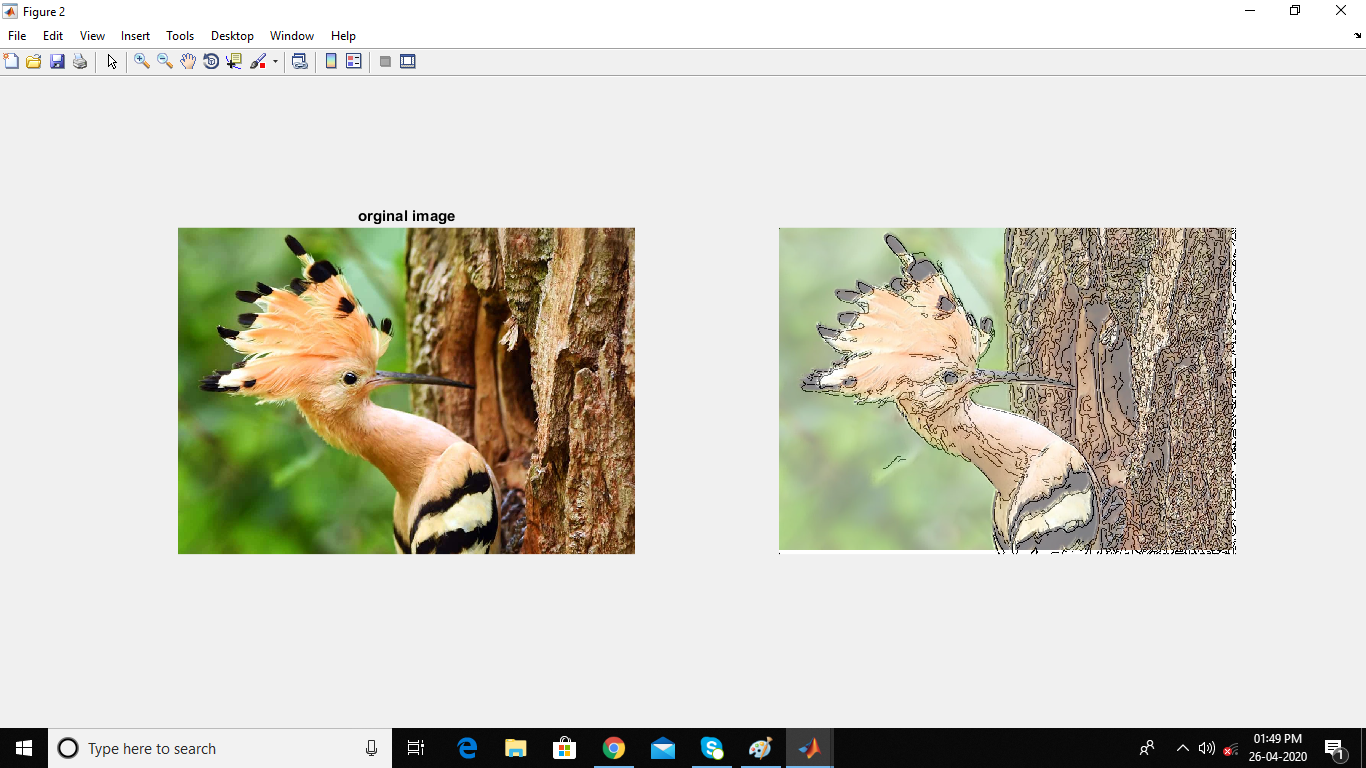 Figure 2
File Edit View Insert Tools Desktop Window Help
orginal image
Type here to search
01:49 PM
26-04-2020
1